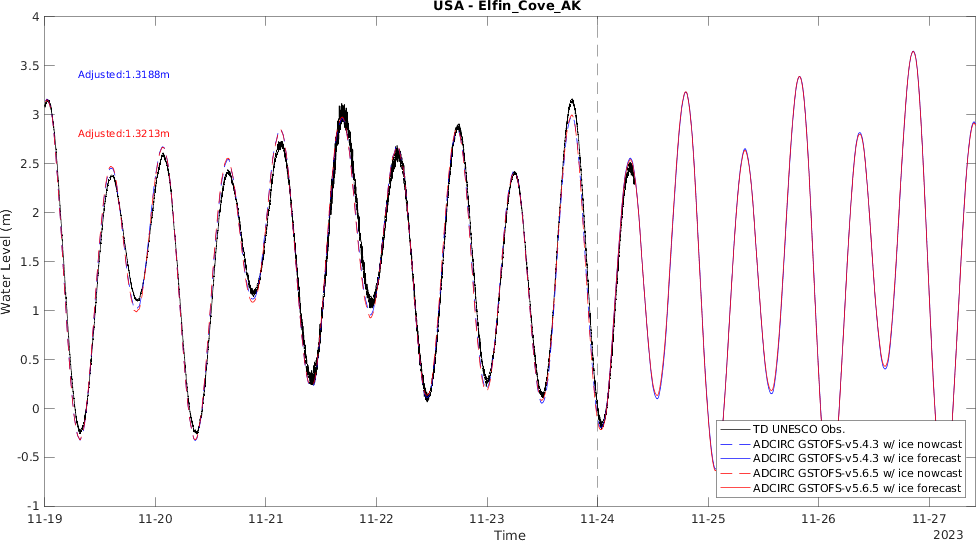 USA - Elfin_Cove_AK
4
3.5
3
2.5
2
1.5
1
0.5
0
-0.5
-1
Water Level (m)
Adjusted:1.3188m
Adjusted:1.3213m
TD UNESCO Obs.
ADCIRC GSTOFS-v5.4.3 w/ ice nowcast
ADCIRC GSTOFS-v5.4.3 w/ ice forecast
ADCIRC GSTOFS-v5.6.5 w/ ice nowcast
ADCIRC GSTOFS-v5.6.5 w/ ice forecast
11-19 11-20 11-21 11-22 11-23 11-24 11-25 11-26 11-27
Time
2023